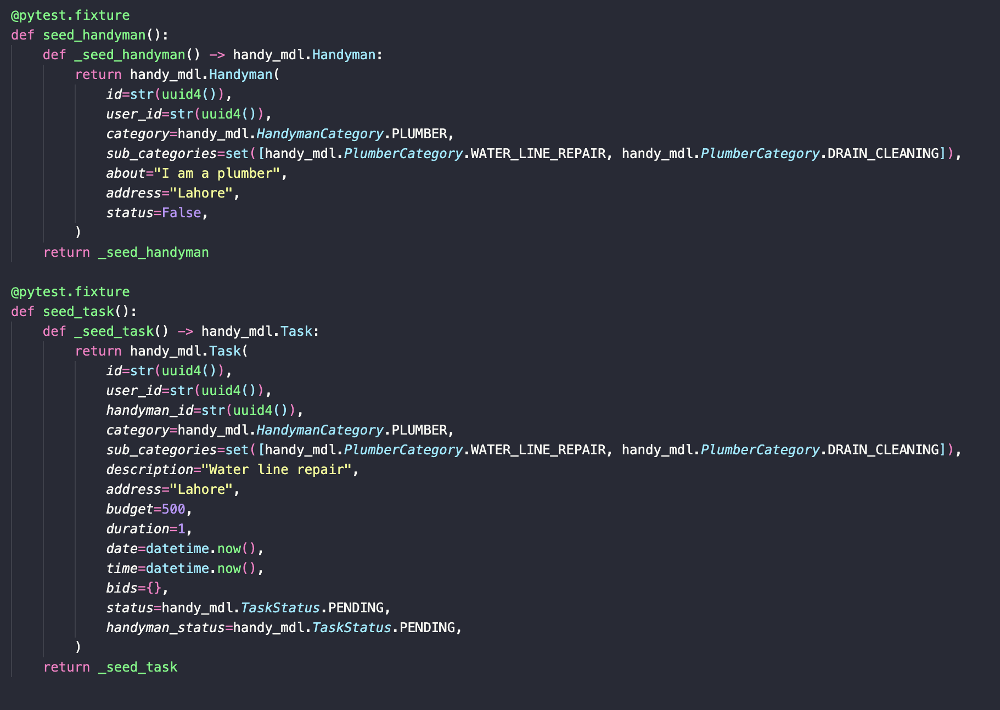 @pytest.fixture
def seed_handyman():
    def _seed_handyman() -> handy_mdl.Handyman:
        return handy_mdl.Handyman(
            id=str(uuid4()),
            user_id=str(uuid4()),
            category=handy_mdl.HandymanCategory.PLUMBER,
            sub_categories=set([handy_mdl.PlumberCategory.WATER_LINE_REPAIR, handy_mdl.PlumberCategory.DRAIN_CLEANING]),
            about="I am a plumber",
            address="Lahore",
            status=False,
        )
    return _seed_handyman

@pytest.fixture
def seed_task():
    def _seed_task() -> handy_mdl.Task:
        return handy_mdl.Task(
            id=str(uuid4()),
            user_id=str(uuid4()),
            handyman_id=str(uuid4()),
            category=handy_mdl.HandymanCategory.PLUMBER,
            sub_categories=set([handy_mdl.PlumberCategory.WATER_LINE_REPAIR, handy_mdl.PlumberCategory.DRAIN_CLEANING]),
            description="Water line repair",
            address="Lahore",
            budget=500,
            duration=1,
            date=datetime.now(),
            time=datetime.now(),
            bids={},
            status=handy_mdl.TaskStatus.PENDING,
            handyman_status=handy_mdl.TaskStatus.PENDING,
        )
    return _seed_task